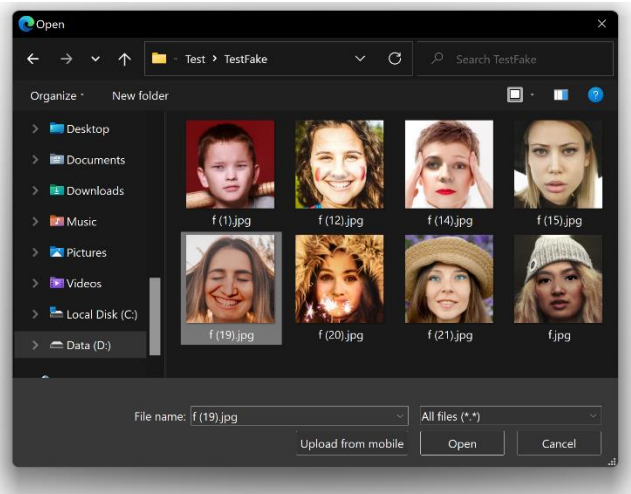 Open
Test > TestFake
Search TestFake
Organize
New folder
Desktop
Documents
Downloads
Music
Pictures
Videos
Local Disk (C:)
Data (D:)
f (1).jpg
f (12).jpg
f (14).jpg
f (15).jpg
f (19).jpg
f (20).jpg
f (21).jpg
f.jpg
File name: f (19).jpg
All files (*.*)
Upload from mobile
Open
Cancel